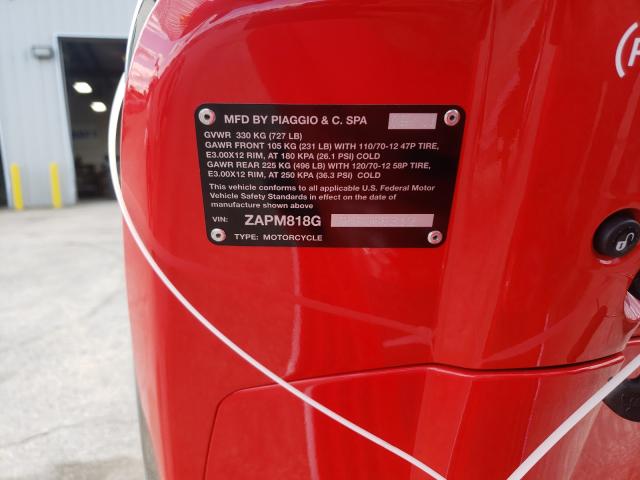 MFD BY PIAGGIO & C. SPA
GVWR 330 KG (727 LB)
GAWR FRONT 105 KG (231 LB) WITH 110/70-12 47P TIRE,
E3.00X12 RIM, AT 180 KPA (26.1 PSI) COLD
GAWR REAR 225 KG (496 LB) WITH 120/70-12 58P TIRE,
E3.00X12 RIM, AT 250 KPA (36.3 PSI) COLD
This vehicle conforms to all applicable U.S. Federal Motor
Vehicle Safety Standards in effect on the date of
manufacture shown above
VIN: ZAPM818G
TYPE: MOTORCYCLE